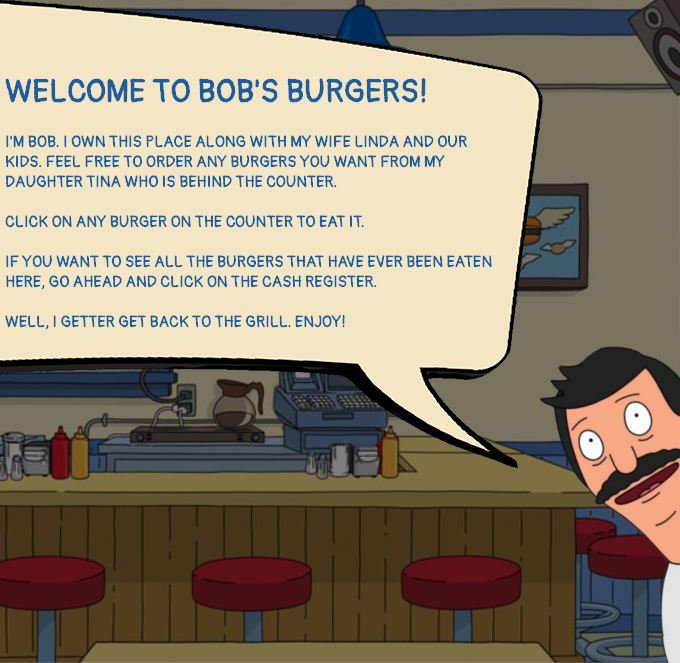 WELCOME TO BOB'S BURGERS!
I'M BOB. I OWN THIS PLACE ALONG WITH MY WIFE LINDA AND OUR
KIDS. FEEL FREE TO ORDER ANY BURGERS YOU WANT FROM MY
DAUGHTER TINA WHO IS BEHIND THE COUNTER.
CLICK ON ANY BURGER ON THE COUNTER TO EAT IT.
IF YOU WANT TO SEE ALL THE BURGERS THAT HAVE EVER BEEN EATEN
HERE, GO AHEAD AND CLICK ON THE CASH REGISTER.
WELL, I GETTER GET BACK TO THE GRILL. ENJOY!